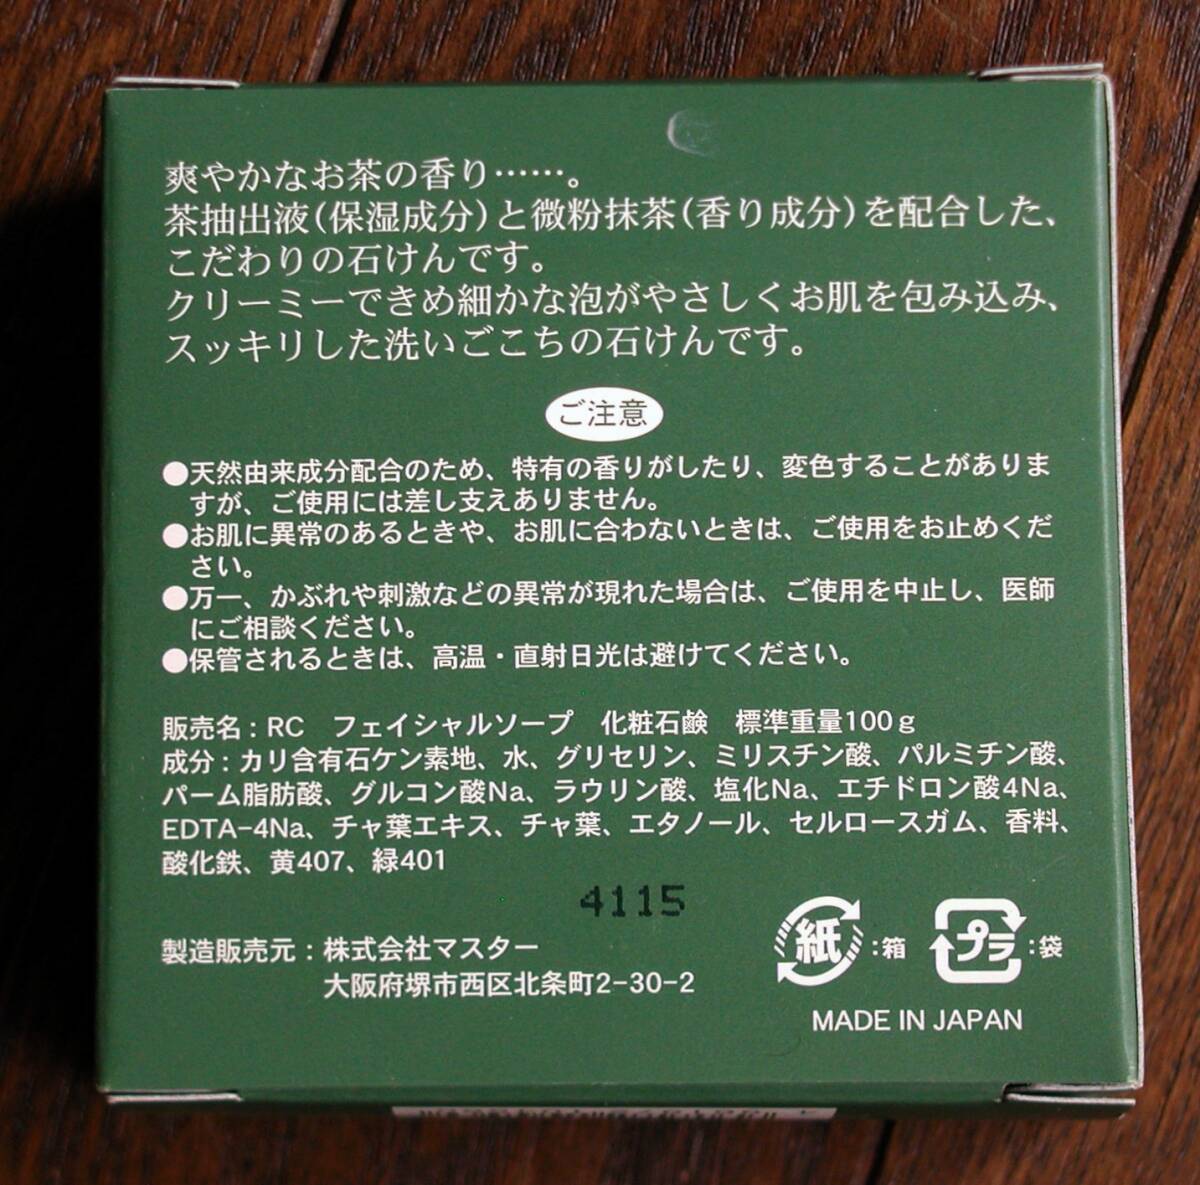 爽やかなお茶の香り……。
茶抽出液(保湿成分)と微粉抹茶(香り成分)を配合した、
こだわりの石けんです。
クリーミーできめ細かな泡がやさしくお肌を包み込み、
スッキリした洗いごこちの石けんです。
ご注意
●天然由来成分配合のため、特有の香りがしたり、変色することがありま
すが、ご使用には差し支えありません。
●お肌に異常のあるときや、お肌に合わないときは、ご使用をお止めくだ
さい。
●万一、かぶれや刺激などの異常が現れた場合は、ご使用を中止し、医師
にご相談ください。
●保管されるときは、高温・直射日光は避けてください。
販売名：RC　フェイシャルソープ　化粧石鹸　標準重量100g
成分：カリ含有石ケン素地、水、グリセリン、ミリスチン酸、パルミチン酸、
パーム脂肪酸、グルコン酸Na、ラウリン酸、塩化Na、エチドロン酸4Na、
EDTA-4Na、チャ葉エキス、チャ葉、エタノール、セルロースガム、香料、
酸化鉄、黄407、緑401
4115
製造販売元：株式会社マスター
大阪府堺市西区北条町2-30-2
紙：箱 プラ：袋
MADE IN JAPAN